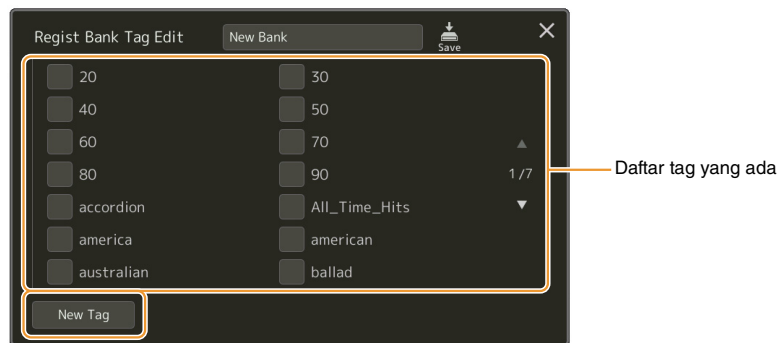 Regist Bank Tag Edit New Bank Save
20 30
40 50
60 70
80 90 1/7
accordion All_Time_Hits
america american
australian ballad
New Tag
Daftar tag yang ada